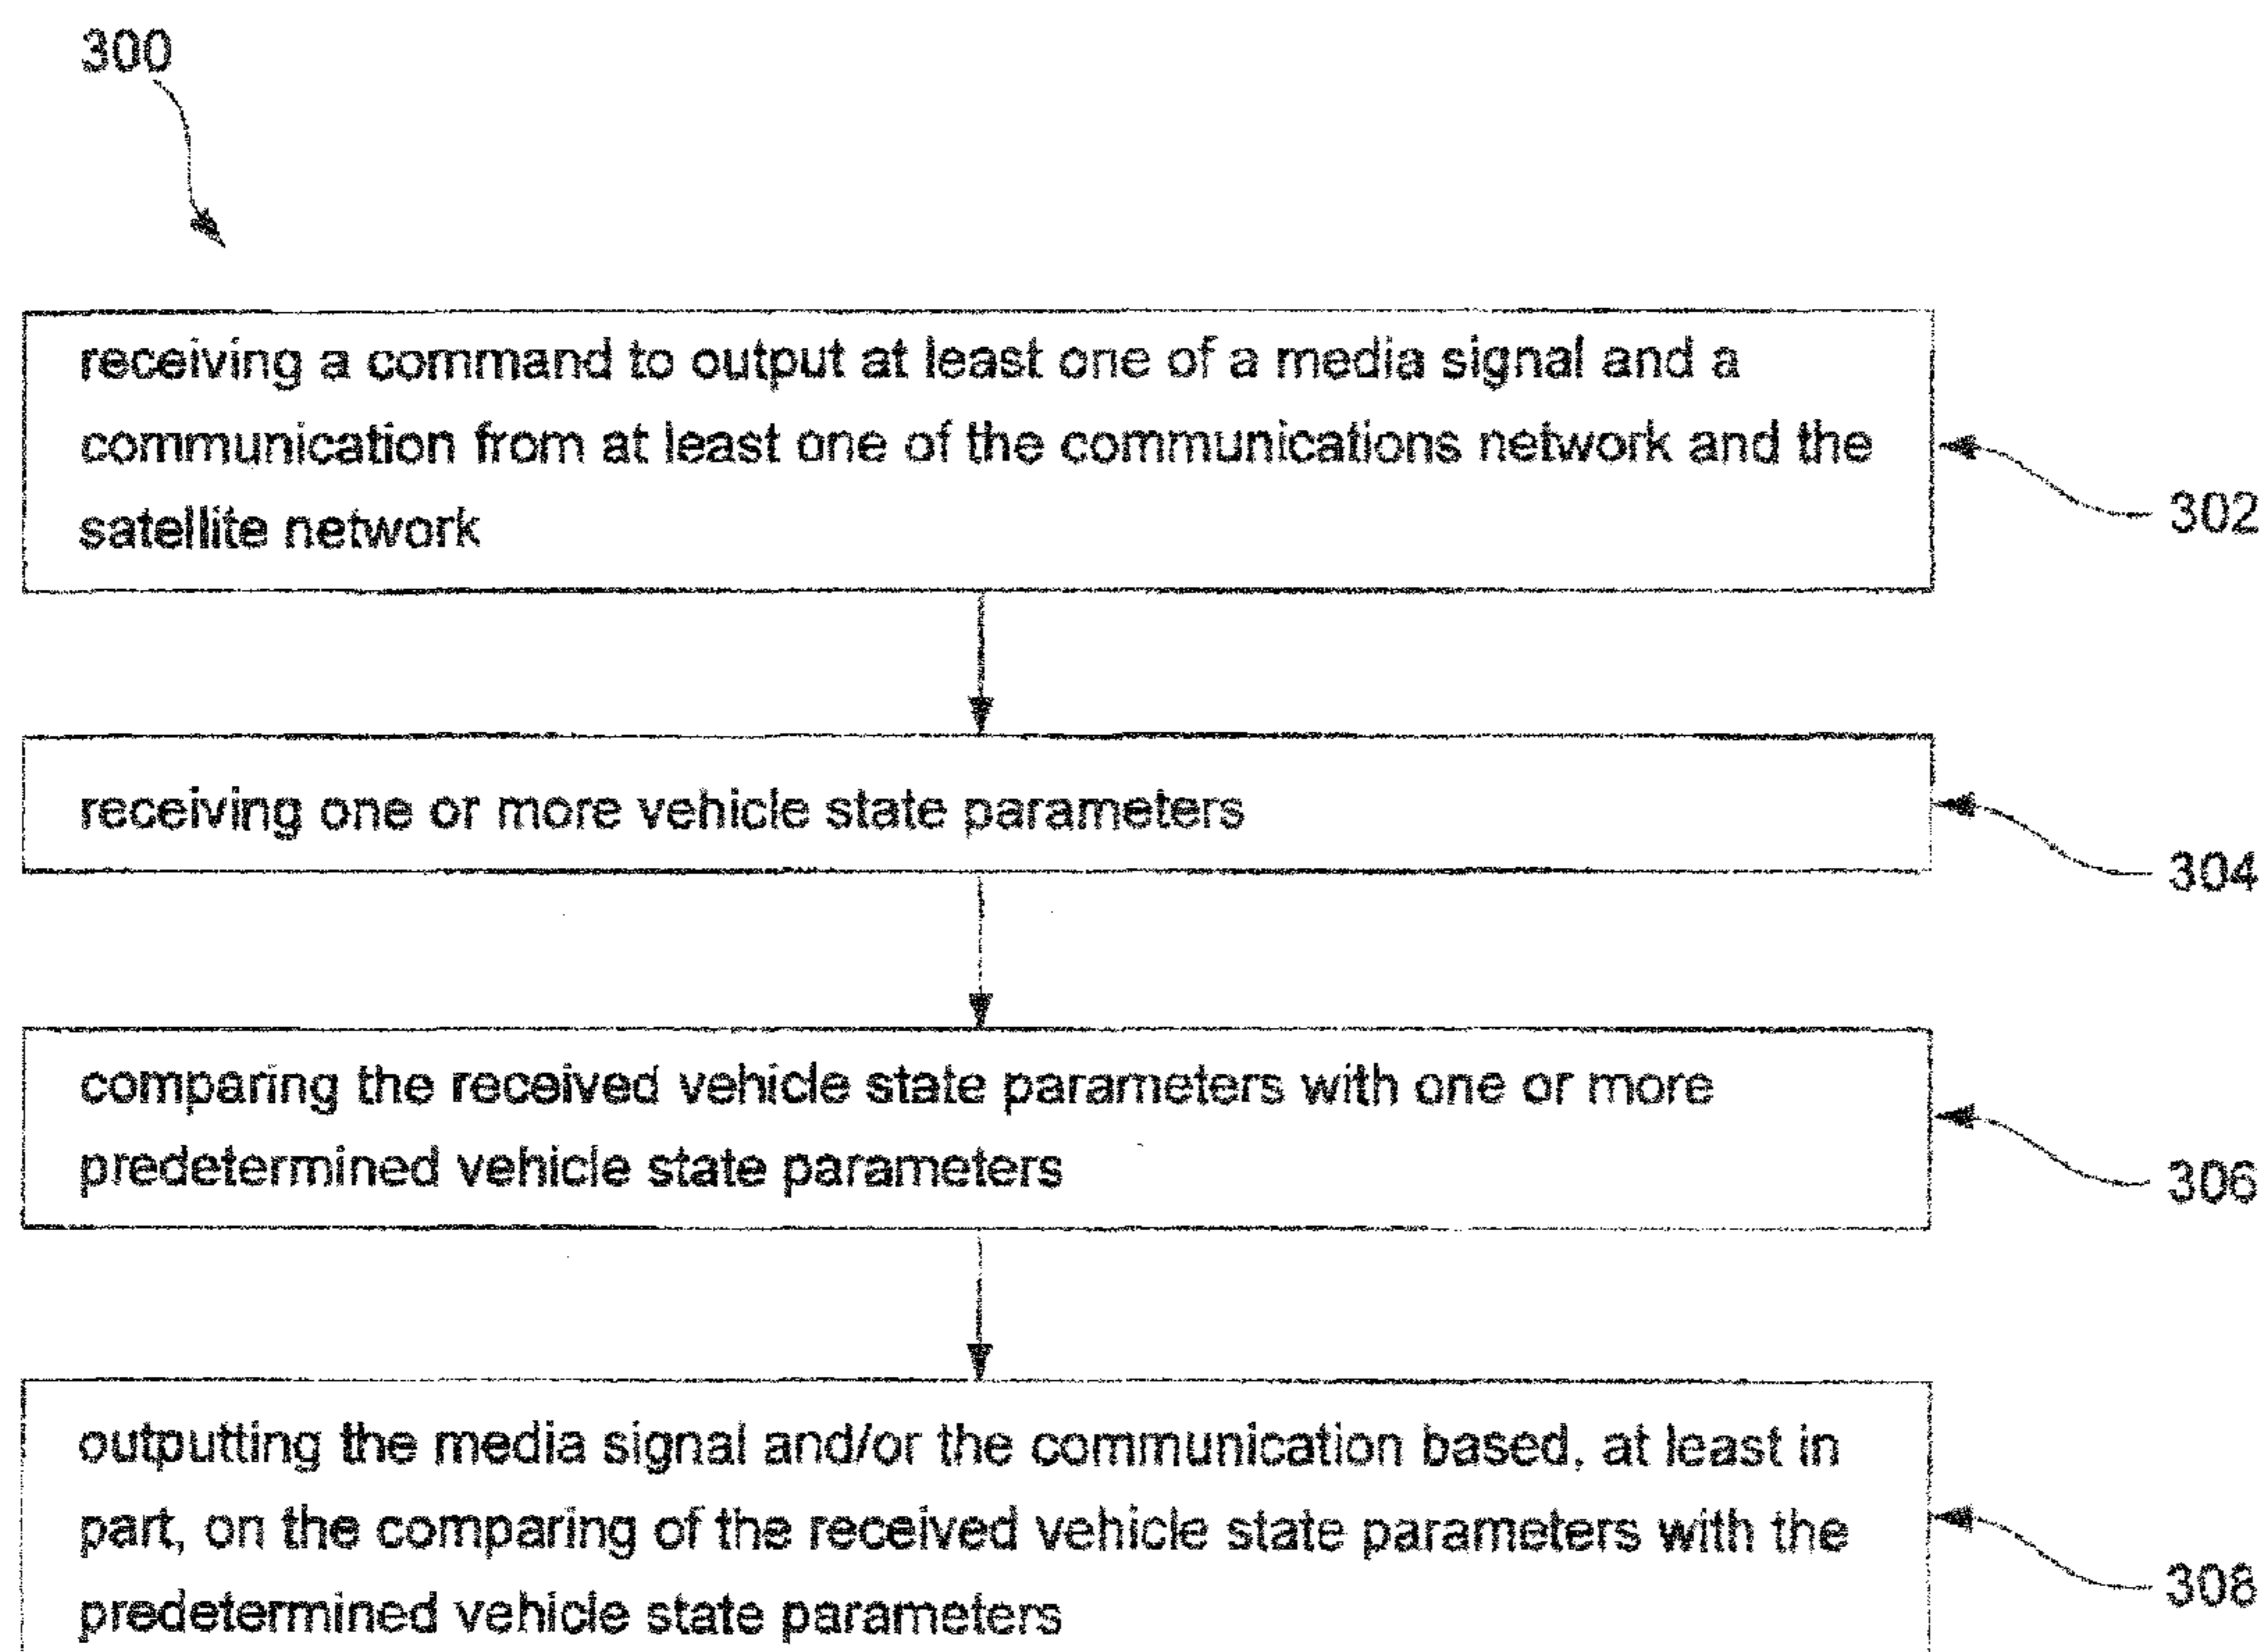 300
receiving a command to output at least one of a media signal and a
communication from at least one of the communications network and the
satellite network
302
receiving one or more vehicle state parameters
304
comparing the received vehicle state parameters with one or more
predetermined vehicle state parameters
306
outputting the media signal and/or the communication based, at least in
part, on the comparing of the received vehicle state parameters with the
predetermined vehicle state parameters
308